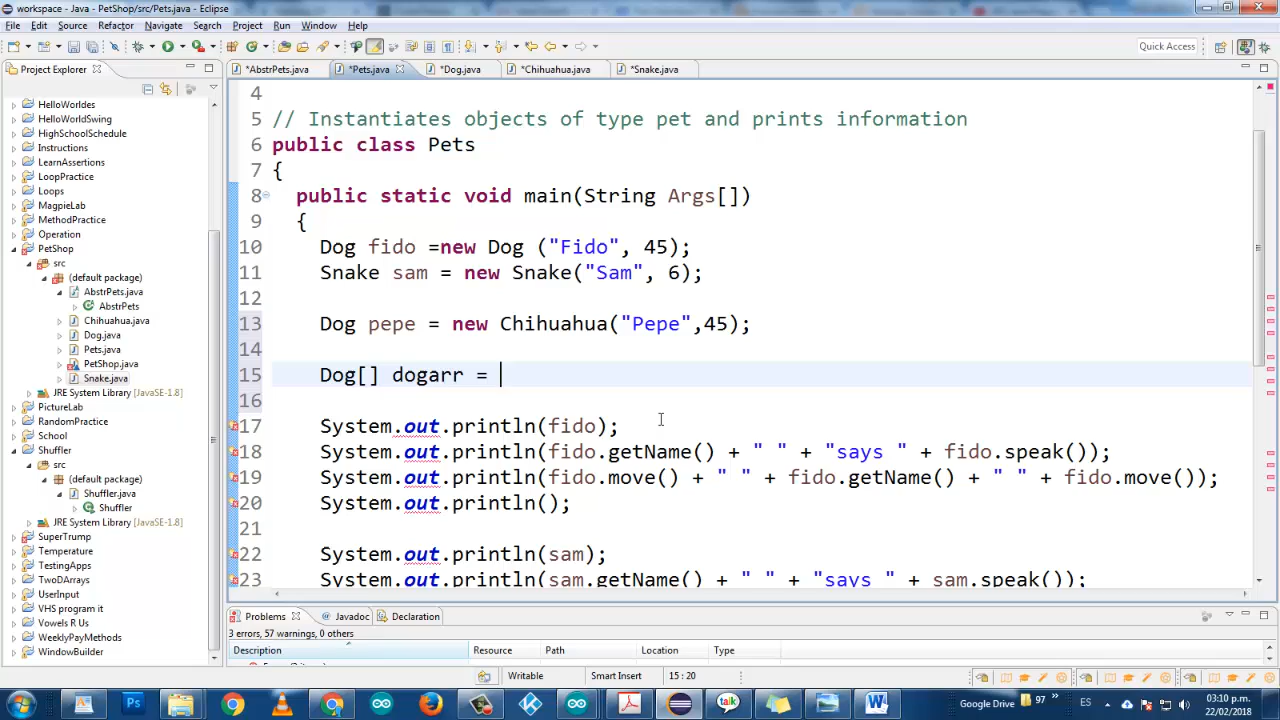 workspace - Java - PetShop/src/Pets.java - Eclipse
File Edit Source Refactor Navigate Search Project Run Window Help
Quick Access
Project Explorer
*AbstrPets.java *Pets.java *Dog.java *Chihuahua.java *Snake.java
HelloWorldes
HelloWorldSwing
HighSchoolSchedule
Instructions
LearnAssertions
LoopPractice
Loops
MagpieLab
MethodPractice
Operation
PetShop
src
(default package)
AbstrPets.java
AbstrPets
Chihuahua.java
Dog.java
Pets.java
PetShop.java
Snake.java
JRE System Library [JavaSE-1.8]
PictureLab
RandomPractice
School
Shuffler
src
(default package)
Shuffler.java
Shuffler
JRE System Library [JavaSE-1.8]
SuperTrump
Temperature
TestingApps
TwoDArrays
UserInput
VHS program it
Vowels R Us
WeeklyPayMethods
WindowBuilder
4
5 // Instantiates objects of type pet and prints information
6 public class Pets
7 {
8 public static void main(String Args[])
9 {
10 Dog fido =new Dog ("Fido", 45);
11 Snake sam = new Snake("Sam", 6);
12
13 Dog pepe = new Chihuahua("Pepe",45);
14
15 Dog[] dogarr =
16
17 System.out.println(fido);
18 System.out.println(fido.getName() + " " + "says " + fido.speak());
19 System.out.println(fido.move() + " " + fido.getName() + " " + fido.move());
20 System.out.println();
21
22 System.out.println(sam);
23 System.out.println(sam.getName() + " " + "says " + sam.speak());
Problems Javadoc Declaration
3 errors, 57 warnings, 0 others
Description Resource Path Location Type
Writable Smart Insert 15 : 20
Google Drive 97 ES 03:10 p.m.
22/02/2018